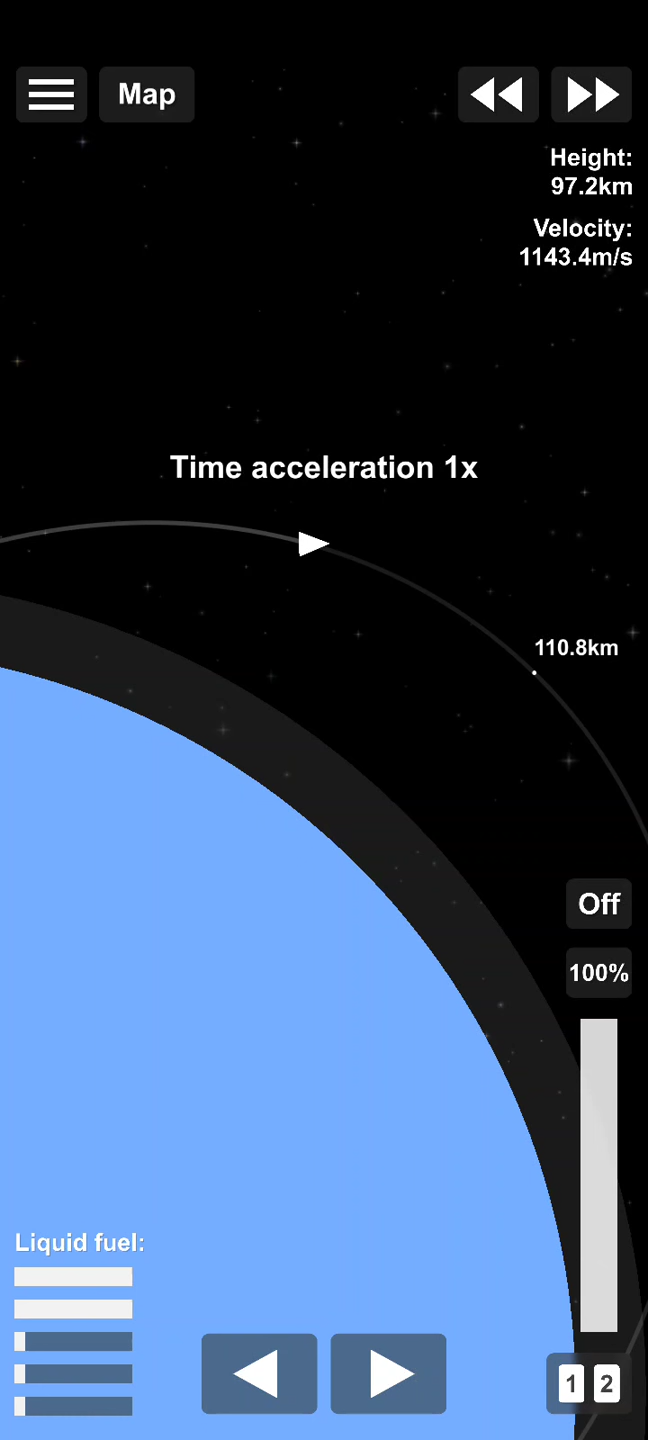 Map
Height:
97.2km
Velocity:
1143.4m/s
Time acceleration 1x
110.8km
Off
100%
Liquid fuel:
1 2